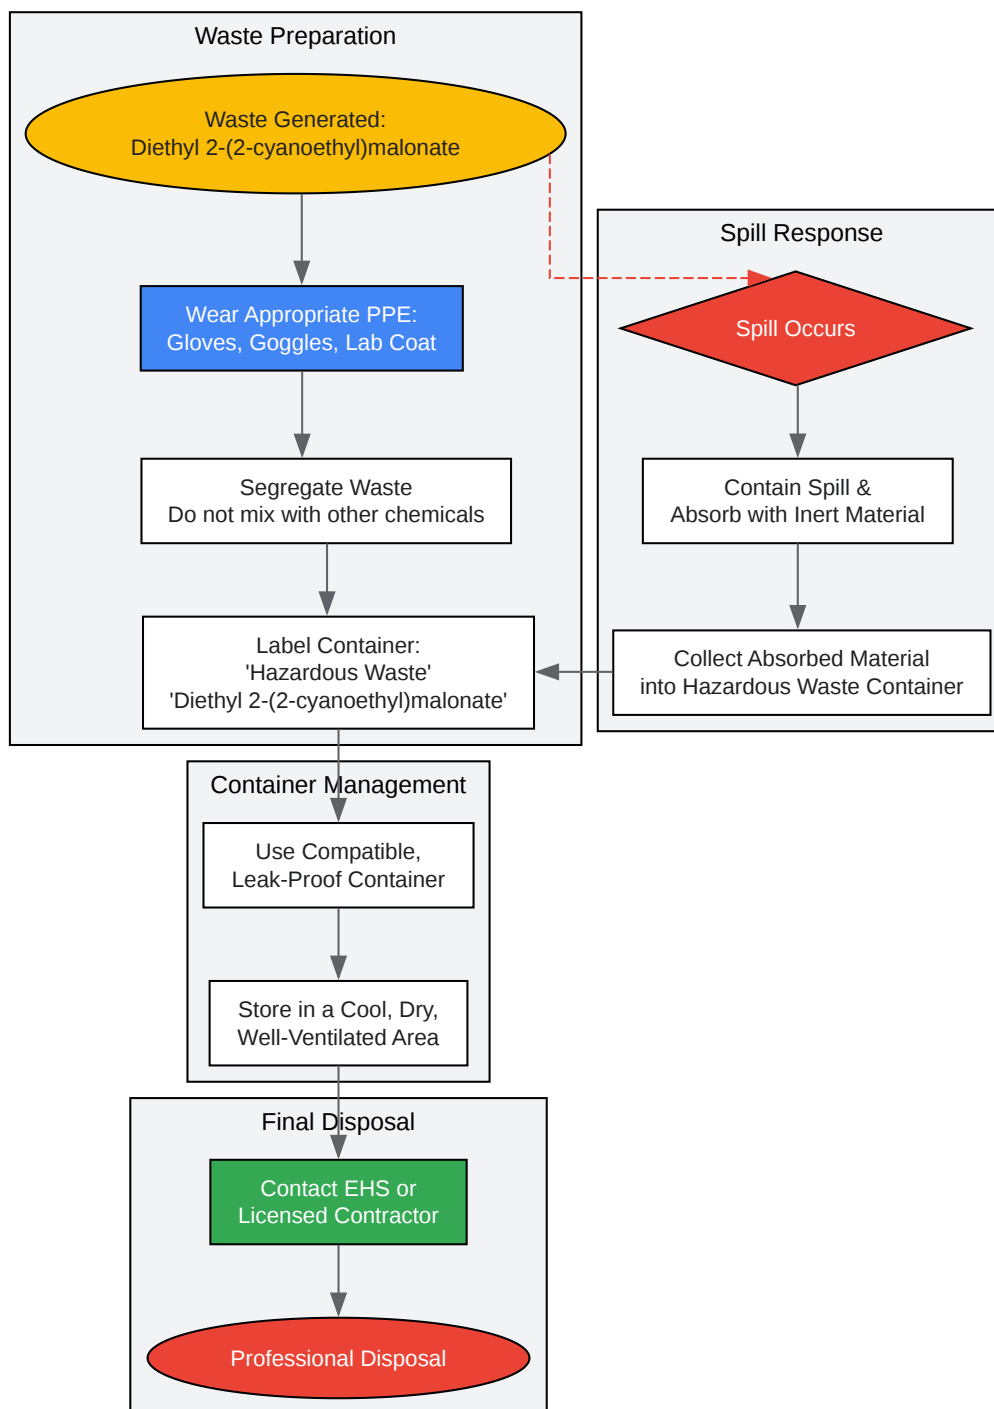 Waste Preparation
Waste Generated:
Diethyl 2-(2-cyanoethyl)malonate
Wear Appropriate PPE:
Gloves, Goggles, Lab Coat
Segregate Waste
Do not mix with other chemicals
Label Container:
'Hazardous Waste'
'Diethyl 2-(2-cyanoethyl)malonate'
Spill Response
Spill Occurs
Contain Spill &
Absorb with Inert Material
Collect Absorbed Material
into Hazardous Waste Container
Container Management
Use Compatible,
Leak-Proof Container
Store in a Cool, Dry,
Well-Ventilated Area
Final Disposal
Contact EHS or
Licensed Contractor
Professional Disposal